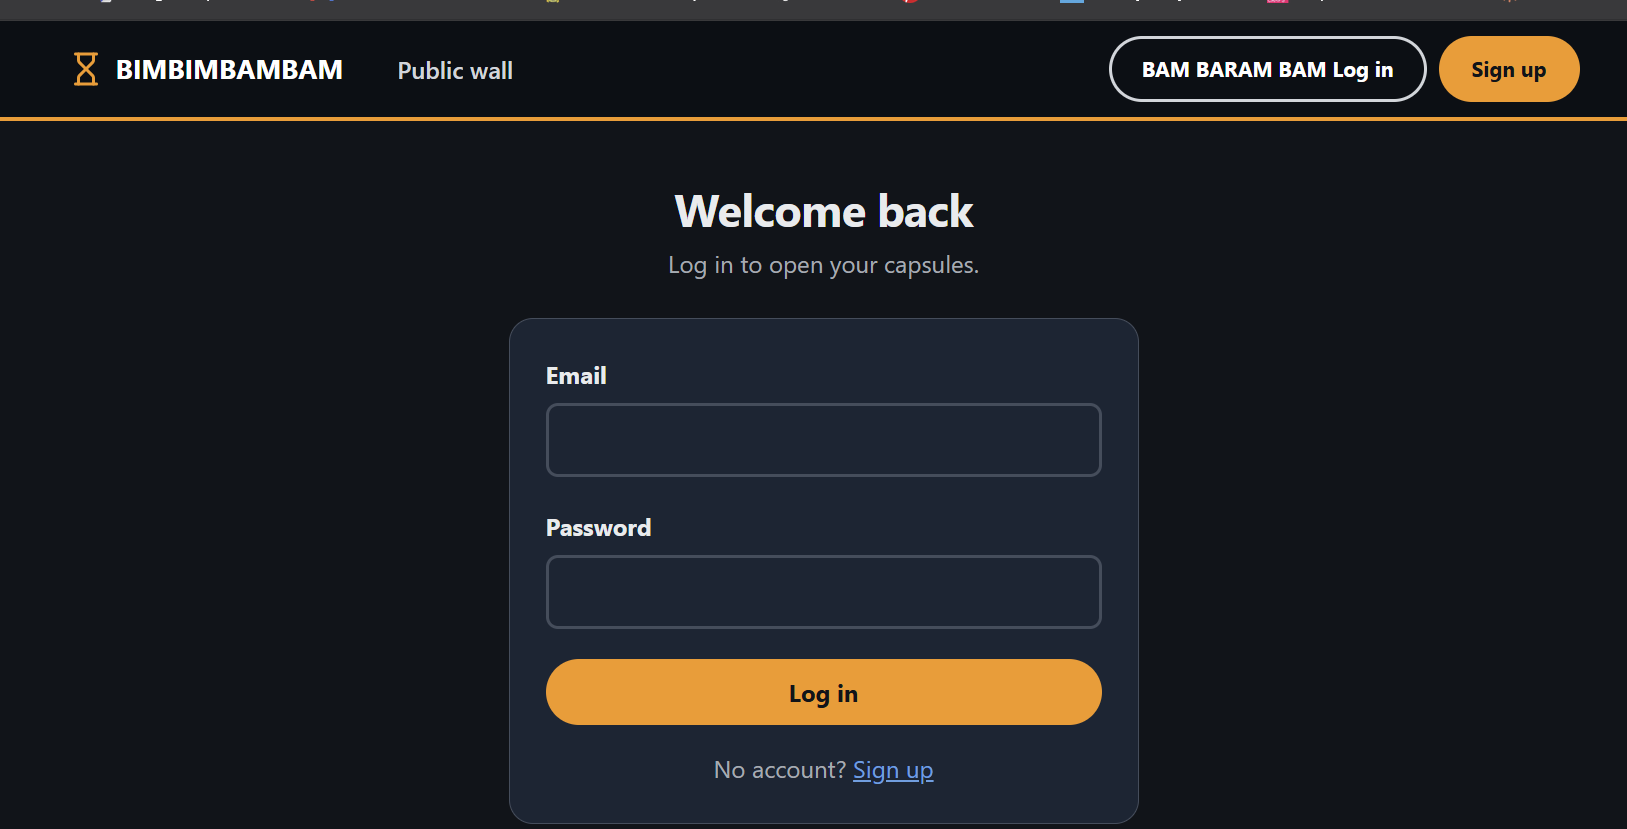 BIMBIMBAMBAM Public wall BAM BARAM BAM Log in Sign up
Welcome back
Log in to open your capsules.
Email
Password
Log in
No account? Sign up